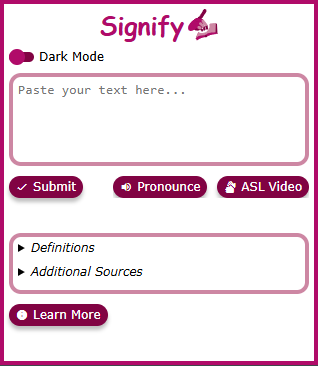 Signify
Dark Mode
Paste your text here...
Submit
Pronounce
ASL Video
Definitions
Additional Sources
Learn More